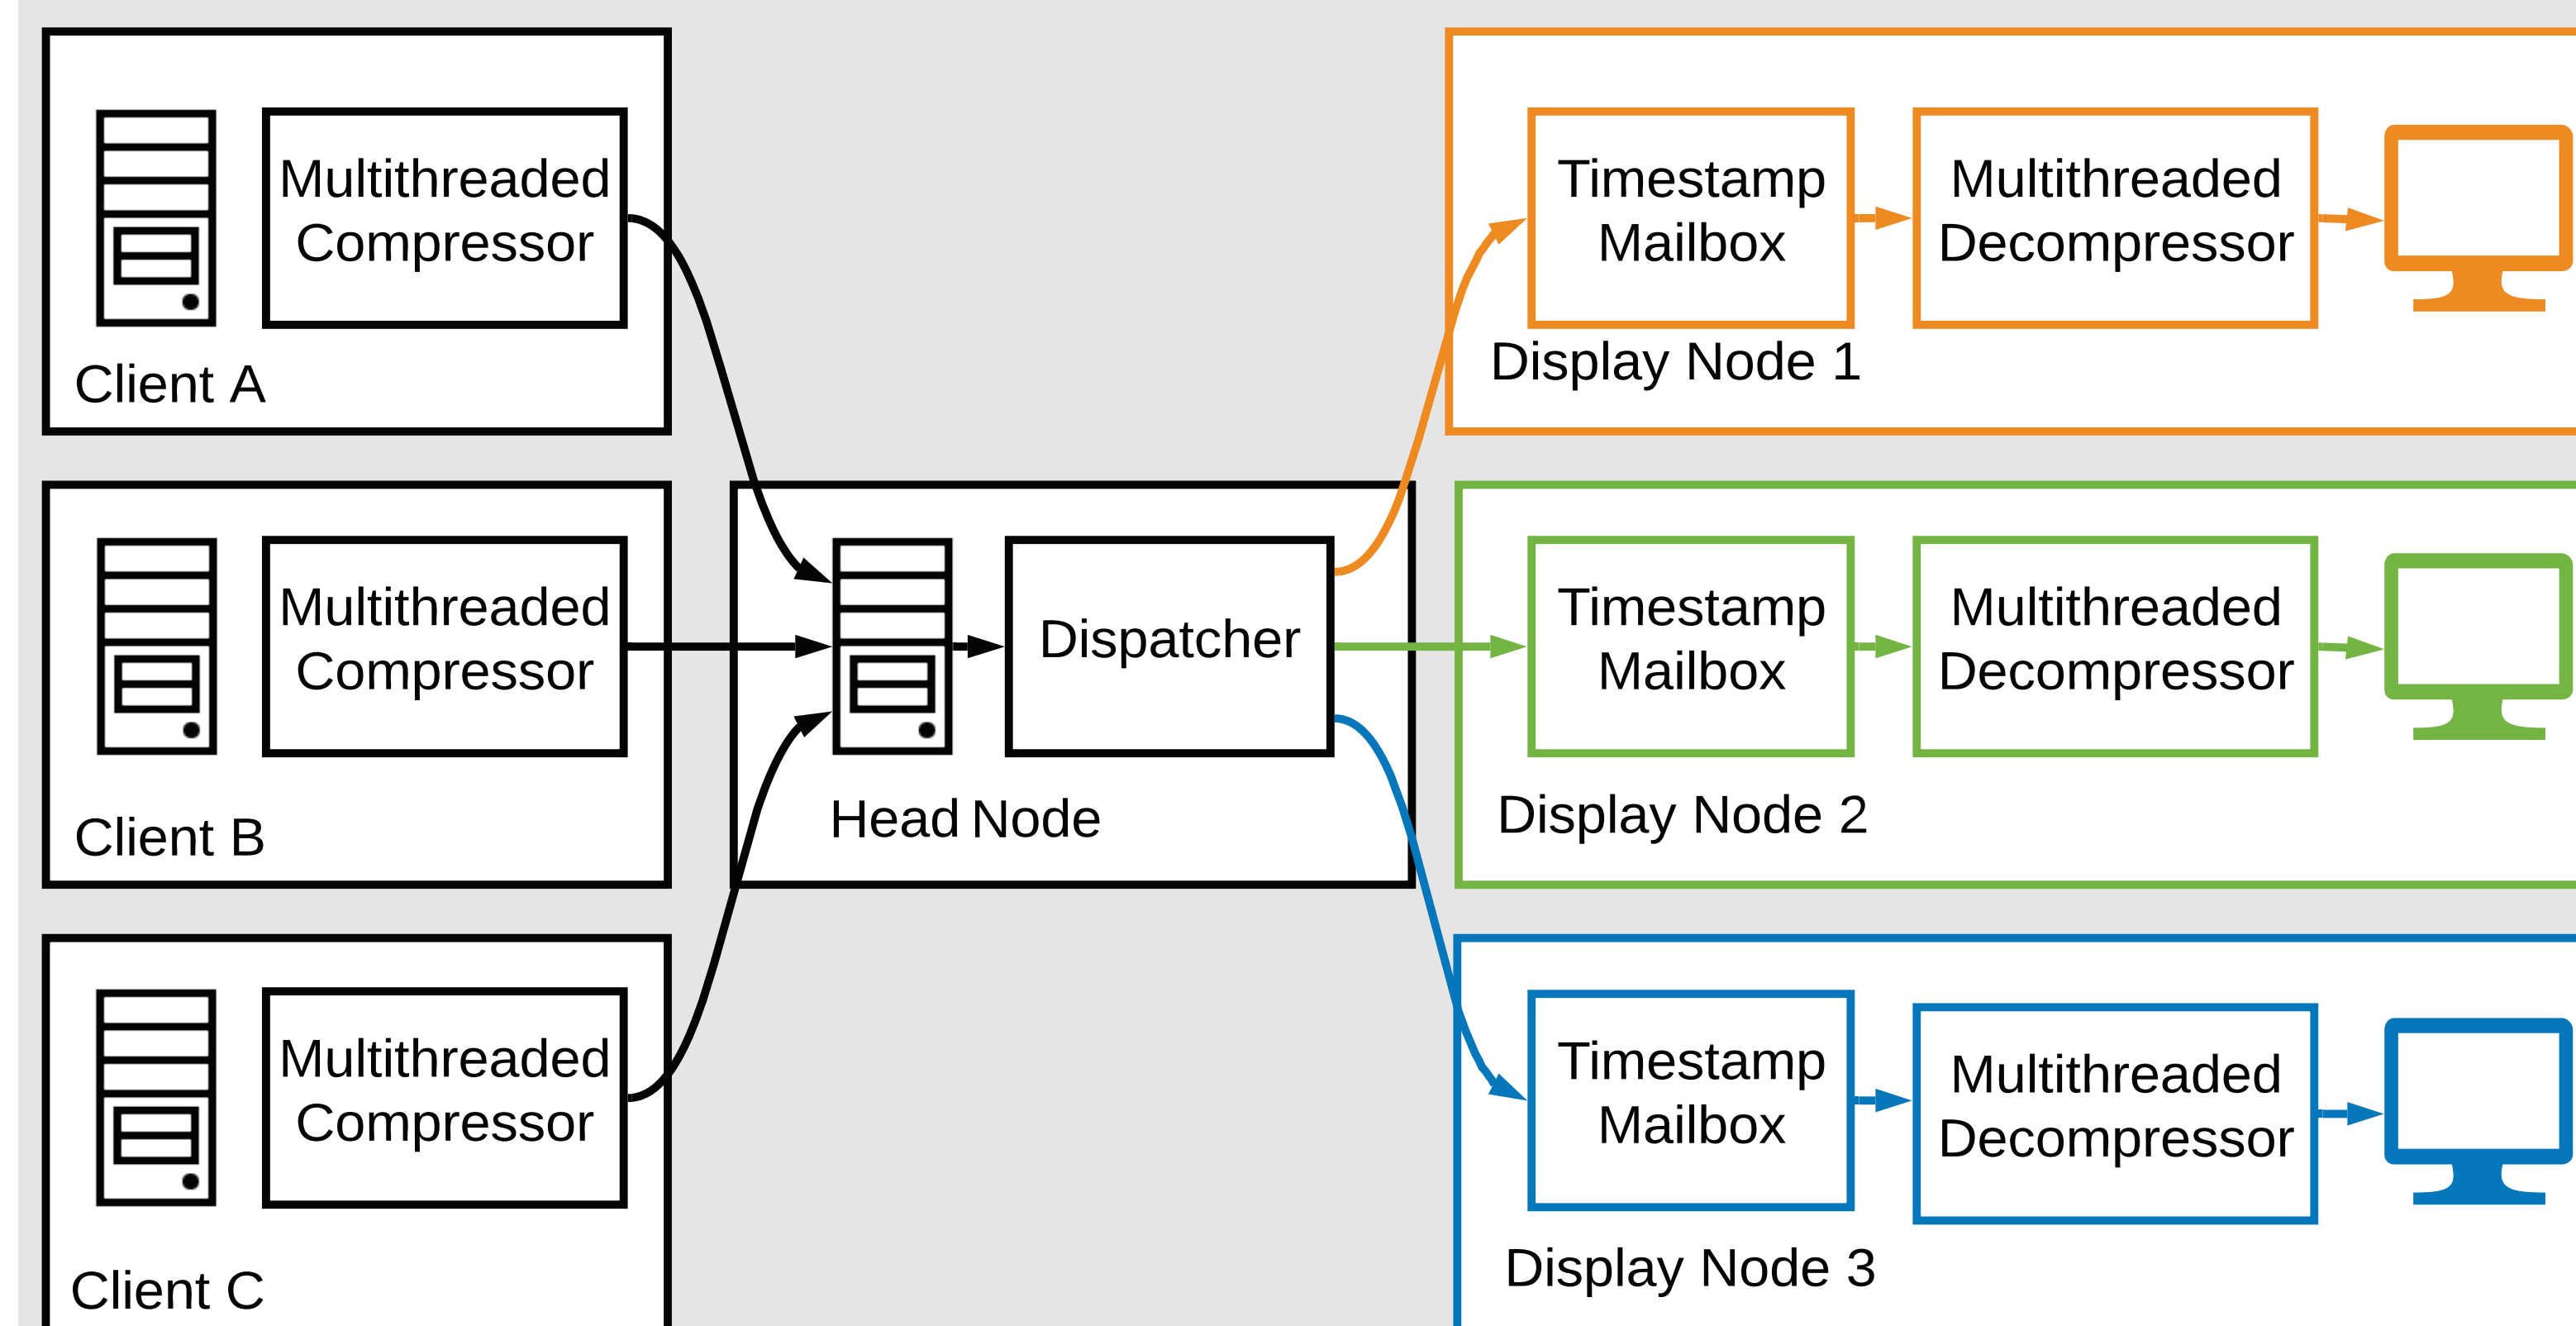 Multithreaded
Compressor
Client A
Multithreaded
Compressor
Client B
Multithreaded
Compressor
Client C
Dispatcher
Head Node
Timestamp
Mailbox
Multithreaded
Decompressor
Display Node 1
Timestamp
Mailbox
Multithreaded
Decompressor
Display Node 2
Timestamp
Mailbox
Multithreaded
Decompressor
Display Node 3